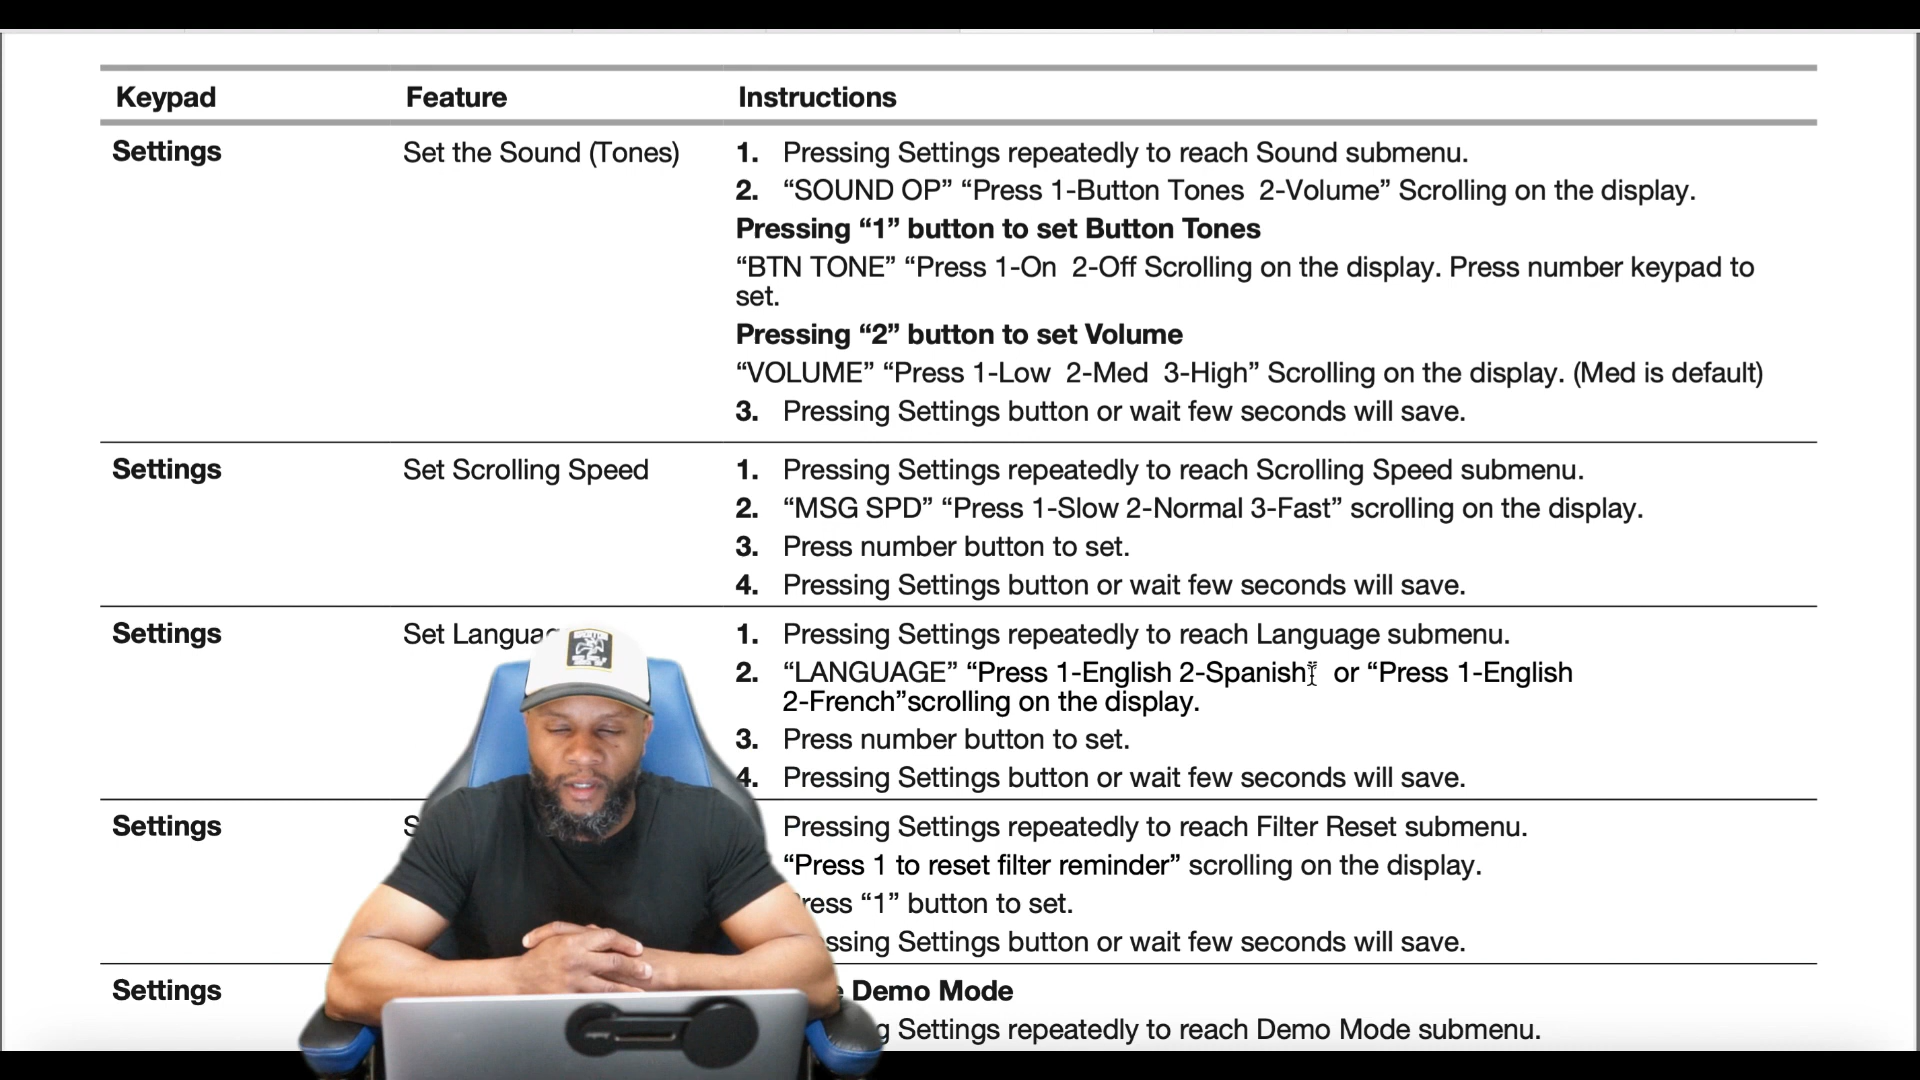 Keypad Feature Instructions
Settings Set the Sound (Tones) 1. Pressing Settings repeatedly to reach Sound submenu.
2. “SOUND OP” “Press 1-Button Tones 2-Volume” Scrolling on the display.
Pressing “1” button to set Button Tones
“BTN TONE” “Press 1-On 2-Off Scrolling on the display. Press number keypad to
set.
Pressing “2” button to set Volume
“VOLUME” “Press 1-Low 2-Med 3-High” Scrolling on the display. (Med is default)
3. Pressing Settings button or wait few seconds will save.
Settings Set Scrolling Speed 1. Pressing Settings repeatedly to reach Scrolling Speed submenu.
2. “MSG SPD” “Press 1-Slow 2-Normal 3-Fast” scrolling on the display.
3. Press number button to set.
4. Pressing Settings button or wait few seconds will save.
Settings Set 1. Pressing Settings repeatedly to reach Language submenu.
2. “LANGUAGE” “Press 1-English 2-Spanish or “Press 1-English
2-French”scrolling on the display.
3. Press number button to set.
4. Pressing Settings button or wait few seconds will save.
Settings Pressing Settings repeatedly to reach Filter Reset submenu.
“Press 1 to reset filter reminder” scrolling on the display.
“1” button to set.
Settings button or wait few seconds will save.
Settings Demo Mode
Settings repeatedly to reach Demo Mode submenu.